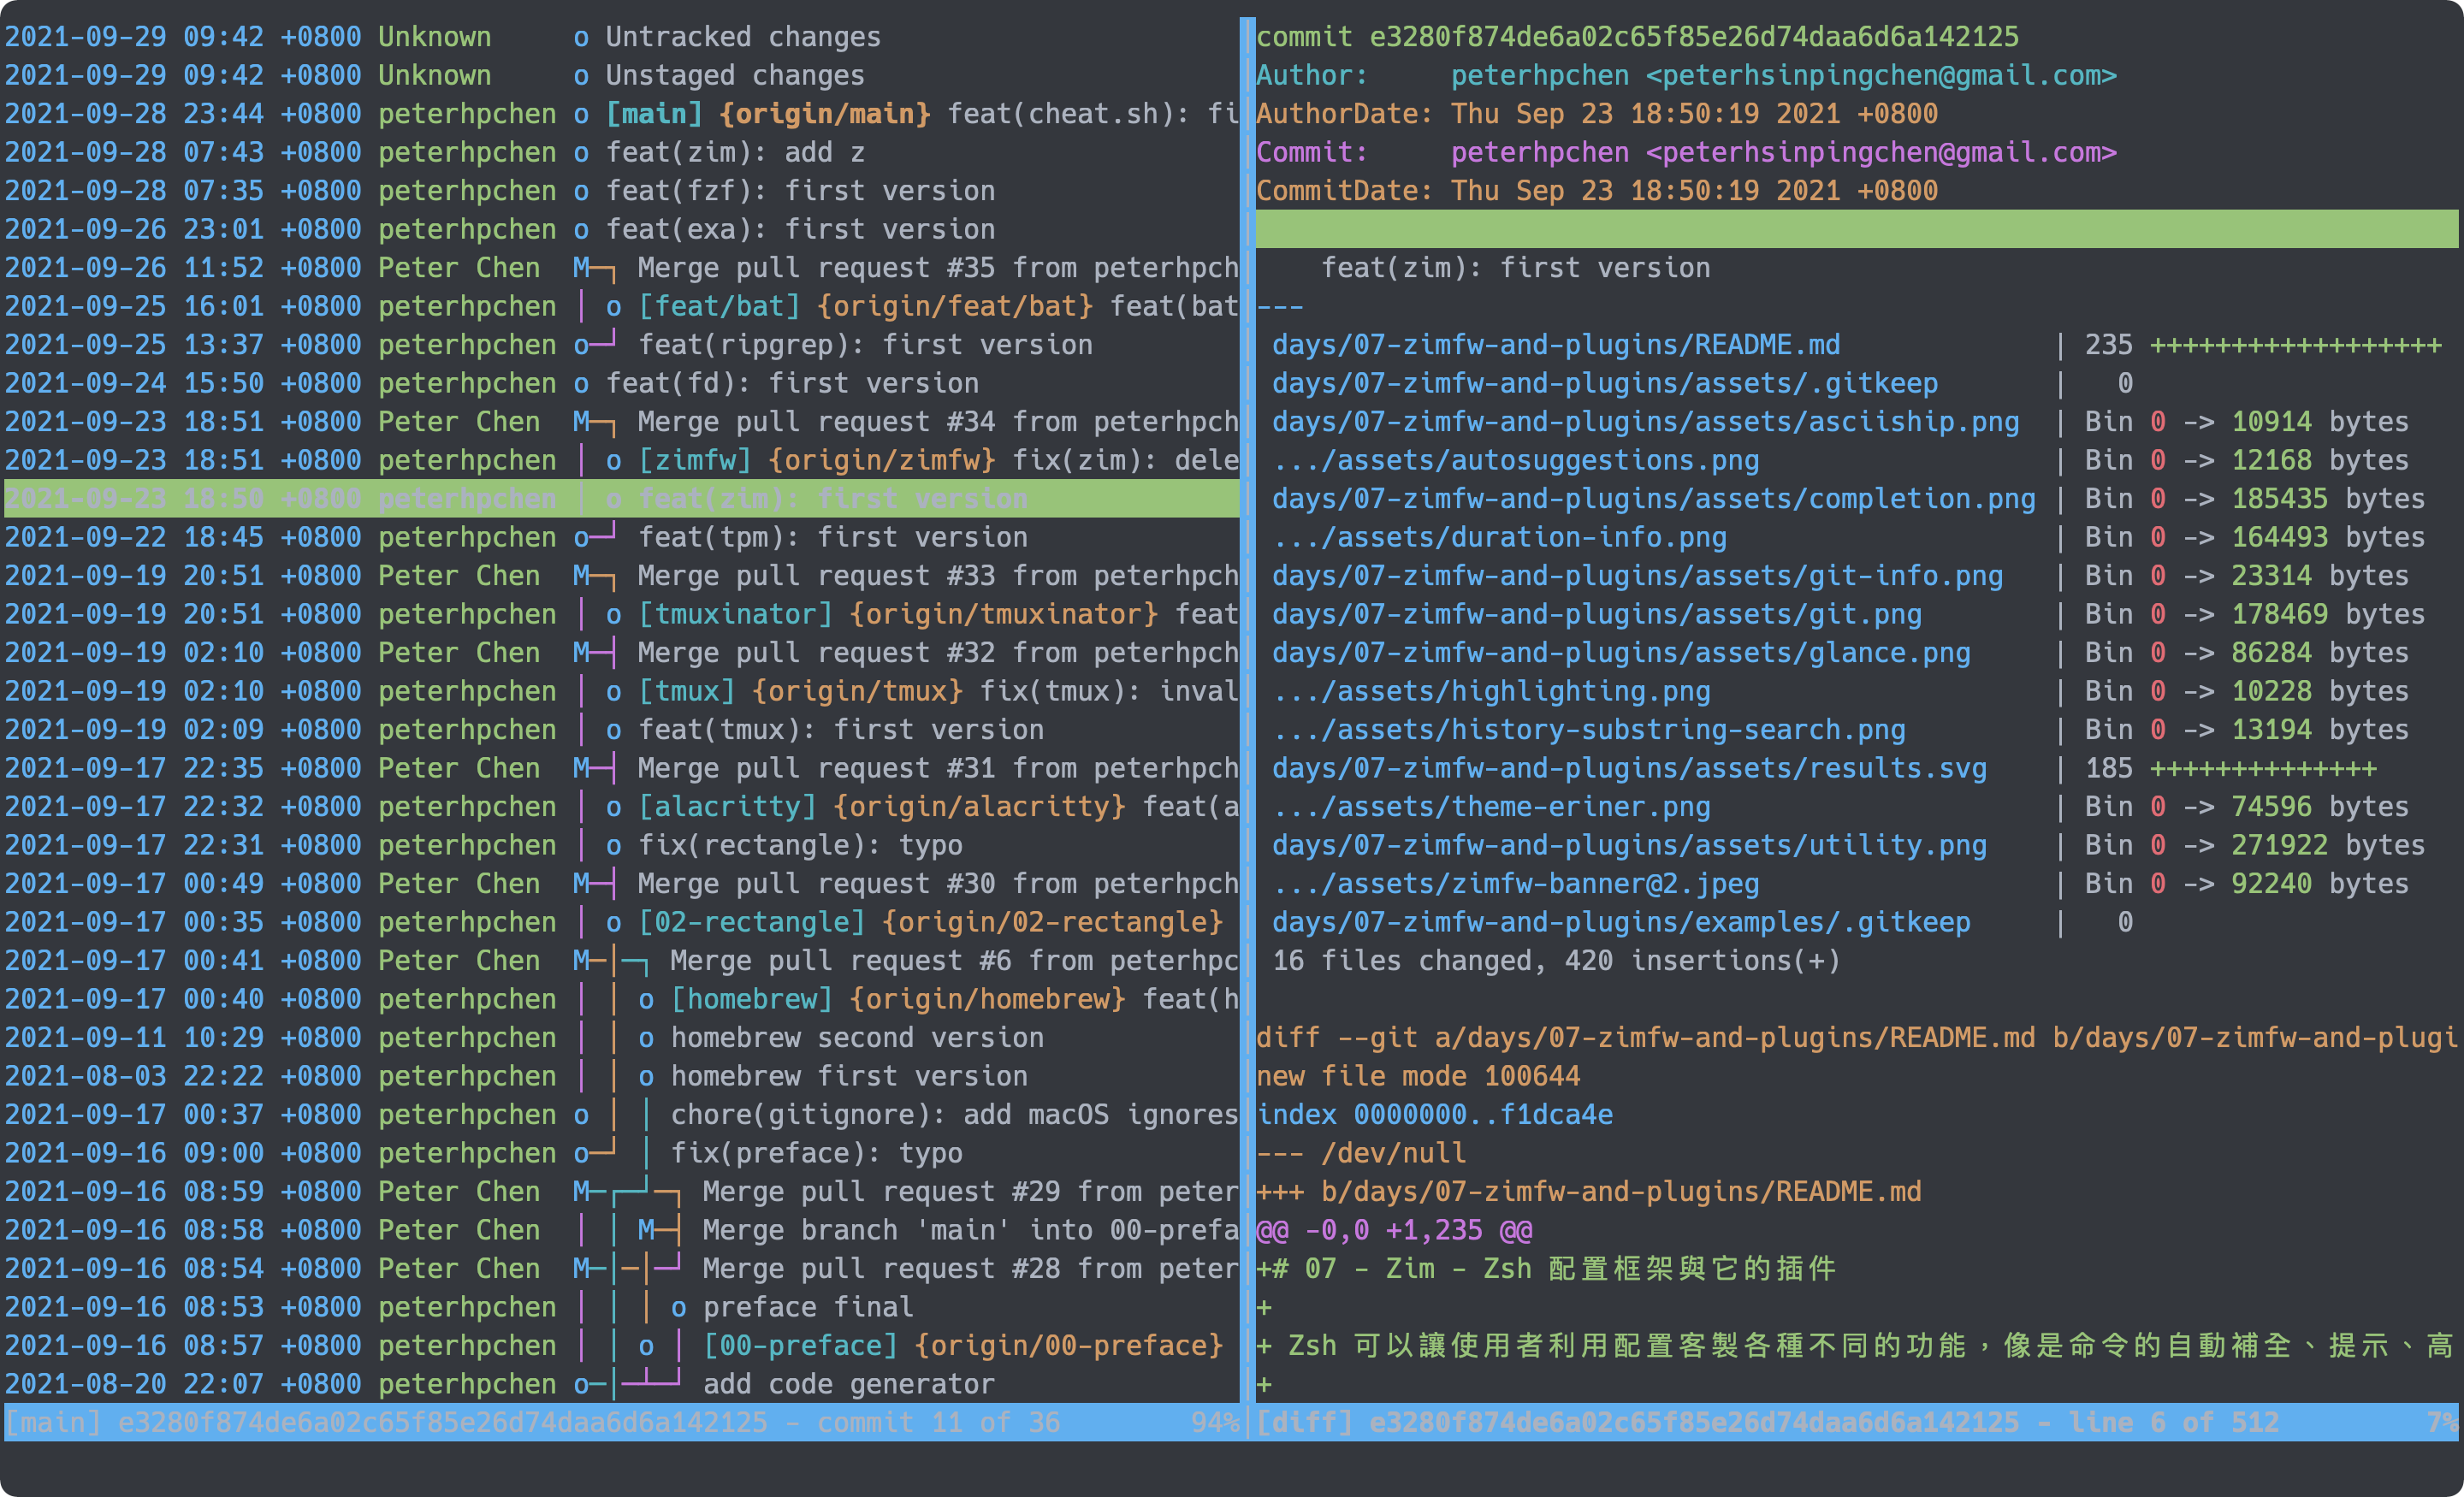 2021-09-29 09:42 +0800 Unknown     o Untracked changes
2021-09-29 09:42 +0800 Unknown     o Unstaged changes
2021-09-28 23:44 +0800 peterhpchen o [main] {origin/main} feat(cheat.sh): fi
2021-09-28 07:43 +0800 peterhpchen o feat(zim): add z
2021-09-28 07:35 +0800 peterhpchen o feat(fzf): first version
2021-09-26 23:01 +0800 peterhpchen o feat(exa): first version
2021-09-26 11:52 +0800 Peter Chen  M─┐ Merge pull request #35 from peterhpch
2021-09-25 16:01 +0800 peterhpchen │ o [feat/bat] {origin/feat/bat} feat(bat
2021-09-25 13:37 +0800 peterhpchen o─┘ feat(ripgrep): first version
2021-09-24 15:50 +0800 peterhpchen o feat(fd): first version
2021-09-23 18:51 +0800 Peter Chen  M─┐ Merge pull request #34 from peterhpch
2021-09-23 18:51 +0800 peterhpchen │ o [zimfw] {origin/zimfw} fix(zim): dele
2021-09-23 18:50 +0800 peterhpchen │ o feat(zim): first version
2021-09-22 18:45 +0800 peterhpchen o─┘ feat(tpm): first version
2021-09-19 20:51 +0800 Peter Chen  M─┐ Merge pull request #33 from peterhpch
2021-09-19 20:51 +0800 peterhpchen │ o [tmuxinator] {origin/tmuxinator} feat
2021-09-19 02:10 +0800 Peter Chen  M─┤ Merge pull request #32 from peterhpch
2021-09-19 02:10 +0800 peterhpchen │ o [tmux] {origin/tmux} fix(tmux): inval
2021-09-19 02:09 +0800 peterhpchen │ o feat(tmux): first version
2021-09-17 22:35 +0800 Peter Chen  M─┤ Merge pull request #31 from peterhpch
2021-09-17 22:32 +0800 peterhpchen │ o [alacritty] {origin/alacritty} feat(a
2021-09-17 22:31 +0800 peterhpchen │ o fix(rectangle): typo
2021-09-17 00:49 +0800 Peter Chen  M─┤ Merge pull request #30 from peterhpch
2021-09-17 00:35 +0800 peterhpchen │ o [02-rectangle] {origin/02-rectangle}
2021-09-17 00:41 +0800 Peter Chen  M─│─┐ Merge pull request #6 from peterhpc
2021-09-17 00:40 +0800 peterhpchen │ │ o [homebrew] {origin/homebrew} feat(h
2021-09-11 10:29 +0800 peterhpchen │ │ o homebrew second version
2021-08-03 22:22 +0800 peterhpchen │ │ o homebrew first version
2021-09-17 00:37 +0800 peterhpchen o │ │ chore(gitignore): add macOS ignores
2021-09-16 09:00 +0800 peterhpchen o─┘ │ fix(preface): typo
2021-09-16 08:59 +0800 Peter Chen  M─┌─┘─┐ Merge pull request #29 from peter
2021-09-16 08:58 +0800 Peter Chen  │ │ M─┤ Merge branch 'main' into 00-prefa
2021-09-16 08:54 +0800 Peter Chen  M─│─│─┘ Merge pull request #28 from peter
2021-09-16 08:53 +0800 peterhpchen │ │ │ o preface final
2021-09-16 08:57 +0800 peterhpchen │ │ o │ [00-preface] {origin/00-preface}
2021-08-20 22:07 +0800 peterhpchen o─│─┴─┘ add code generator
[main] e3280f874de6a02c65f85e26d74daa6d6a142125 - commit 11 of 36 94%
commit e3280f874de6a02c65f85e26d74daa6d6a142125
Author:     peterhpchen <peterhsinpingchen@gmail.com>
AuthorDate: Thu Sep 23 18:50:19 2021 +0800
Commit:     peterhpchen <peterhsinpingchen@gmail.com>
CommitDate: Thu Sep 23 18:50:19 2021 +0800
feat(zim): first version
---
days/07-zimfw-and-plugins/README.md | 235 ++++++++++++++++++
days/07-zimfw-and-plugins/assets/.gitkeep | 0
days/07-zimfw-and-plugins/assets/asciiship.png | Bin 0 -> 10914 bytes
.../assets/autosuggestions.png | Bin 0 -> 12168 bytes
days/07-zimfw-and-plugins/assets/completion.png | Bin 0 -> 185435 bytes
.../assets/duration-info.png | Bin 0 -> 164493 bytes
days/07-zimfw-and-plugins/assets/git-info.png | Bin 0 -> 23314 bytes
days/07-zimfw-and-plugins/assets/git.png | Bin 0 -> 178469 bytes
days/07-zimfw-and-plugins/assets/glance.png | Bin 0 -> 86284 bytes
.../assets/highlighting.png | Bin 0 -> 10228 bytes
.../assets/history-substring-search.png | Bin 0 -> 13194 bytes
days/07-zimfw-and-plugins/assets/results.svg | 185 ++++++++++++++
.../assets/theme-eriner.png | Bin 0 -> 74596 bytes
days/07-zimfw-and-plugins/assets/utility.png | Bin 0 -> 271922 bytes
.../assets/zimfw-banner@2.jpeg | Bin 0 -> 92240 bytes
days/07-zimfw-and-plugins/examples/.gitkeep | 0
16 files changed, 420 insertions(+)
diff --git a/days/07-zimfw-and-plugins/README.md b/days/07-zimfw-and-plugi
new file mode 100644
index 0000000..f1dca4e
--- /dev/null
+++ b/days/07-zimfw-and-plugins/README.md
@@ -0,0 +1,235 @@
+# 07 - Zim - Zsh 配置框架與它的插件
+
+ Zsh 可以讓使用者利用配置客製各種不同的功能，像是命令的自動補全、提示、高
+
[diff] e3280f874de6a02c65f85e26d74daa6d6a142125 - line 6 of 512 7%